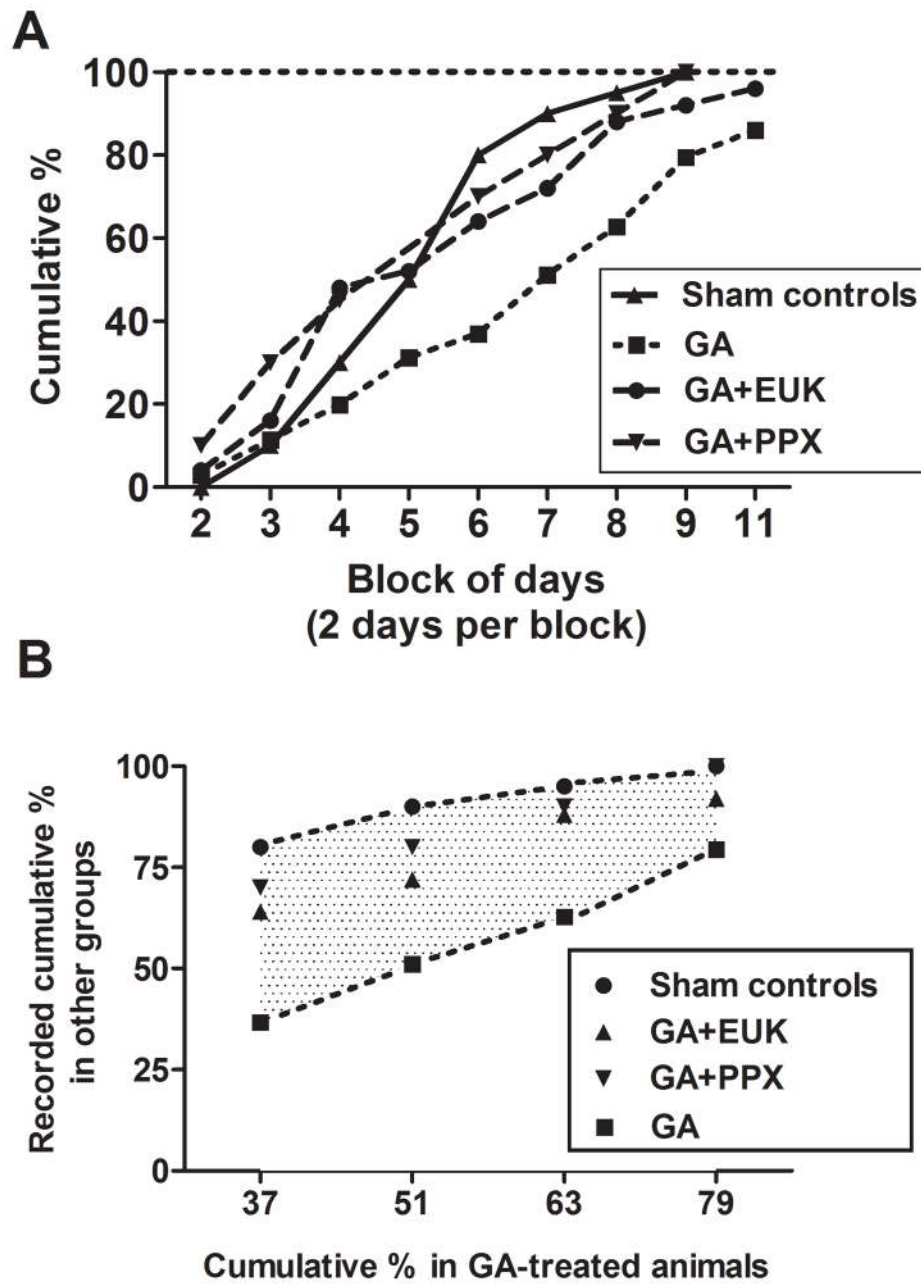 A
Cumulative %
100
80
60
40
20
0
2 3 4 5 6 7 8 9 11
Block of days
(2 days per block)
Sham controls
GA
GA+EUK
GA+PPX
B
Recorded cumulative %
in other groups
100
75
50
25
0
37 51 63 79
Cumulative % in GA-treated animals
Sham controls
GA+EUK
GA+PPX
GA